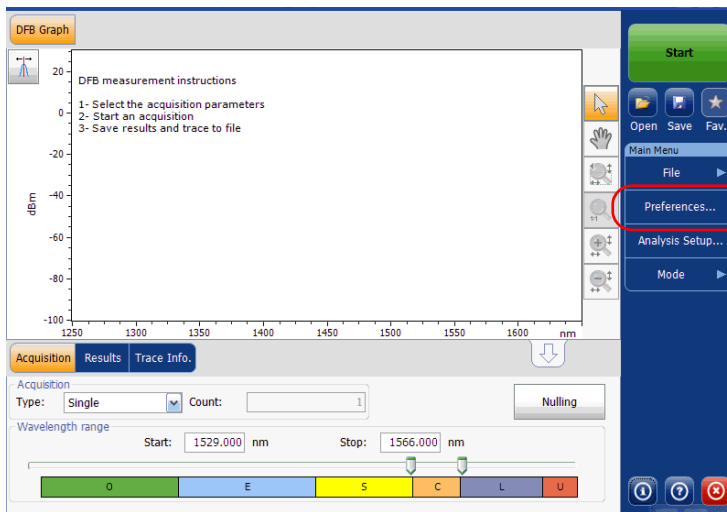 DFB Graph
DFB measurement instructions
1- Select the acquisition parameters
2- Start an acquisition
3- Save results and trace to file
20
0
-20
-40
-60
-80
-100
dBm
1250 1300 1350 1400 1450 1500 1550 1600 nm
1:1
Start
Open Save Fav.
Main Menu
File
Preferences...
Analysis Setup...
Mode
Acquisition Results Trace Info.
Acquisition
Type: Single Count: 1
Nulling
Wavelength range
Start: 1529.000 nm Stop: 1566.000 nm
O E S C L U